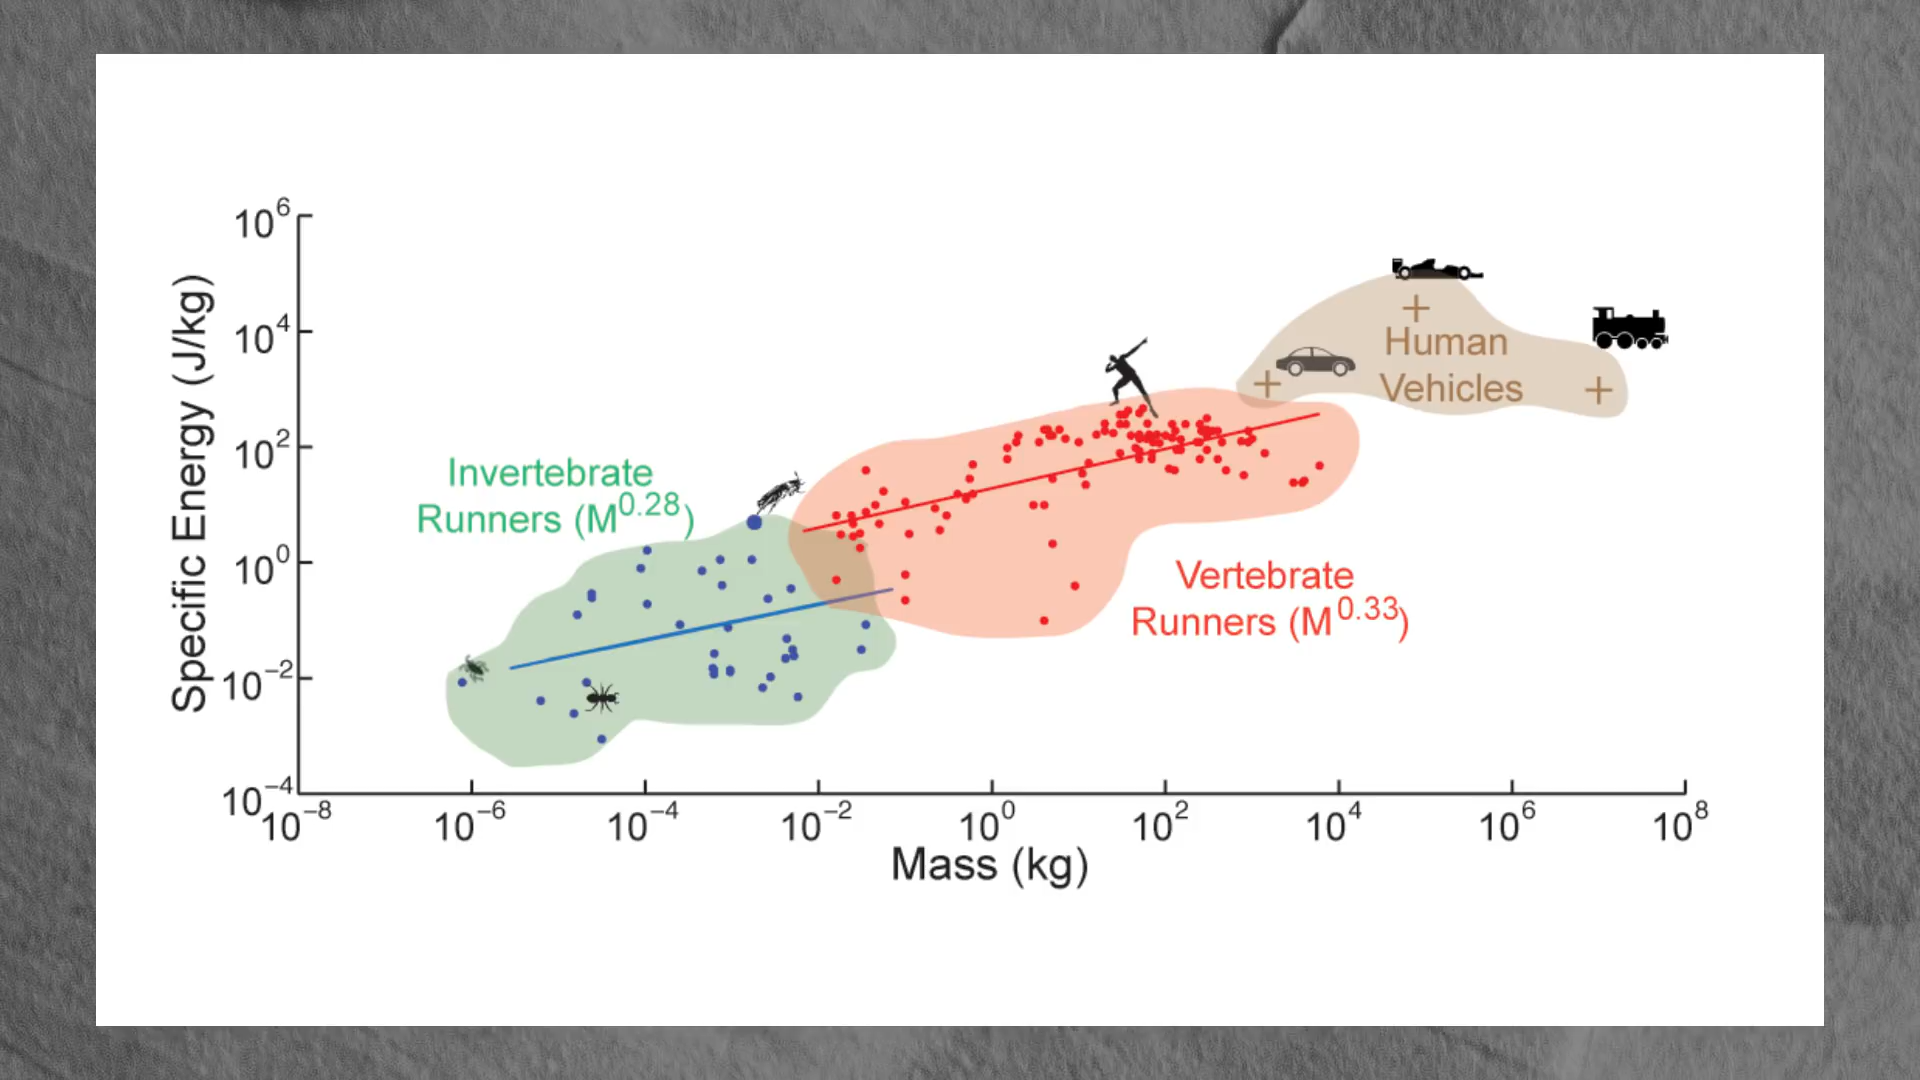 10^6
10^4
10^2
10^0
10^−2
10^−4
Specific Energy (J/kg)
Invertebrate
Runners (M^0.28)
Vertebrate
Runners (M^0.33)
Human
Vehicles
10^−8 10^−6 10^−4 10^−2 10^0 10^2 10^4 10^6 10^8
Mass (kg)